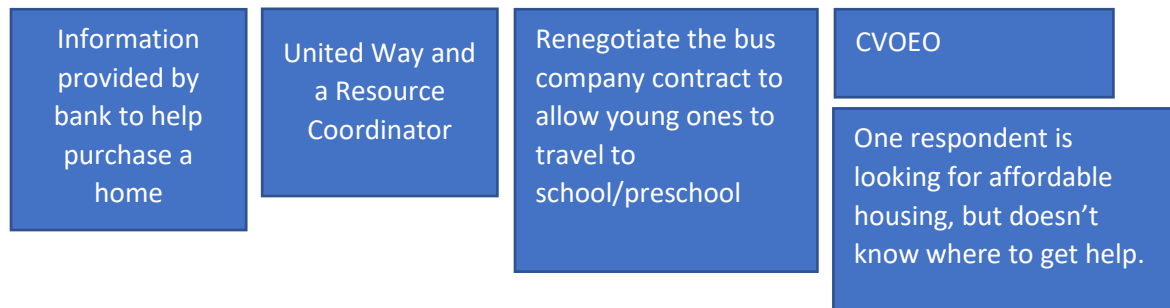 Information
provided by
bank to help
purchase a
home
United Way and
a Resource
Coordinator
Renegotiate the bus
company contract to
allow young ones to
travel to
school/preschool
CVOEO
One respondent is
looking for affordable
housing, but doesn’t
know where to get help.